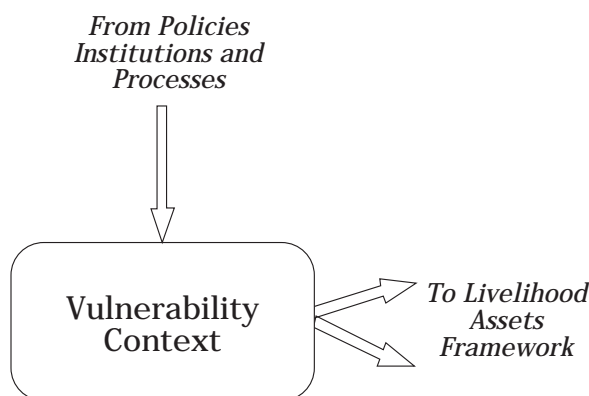 From Policies
Institutions and
Processes
Vulnerability
Context
To Livelihood
Assets
Framework